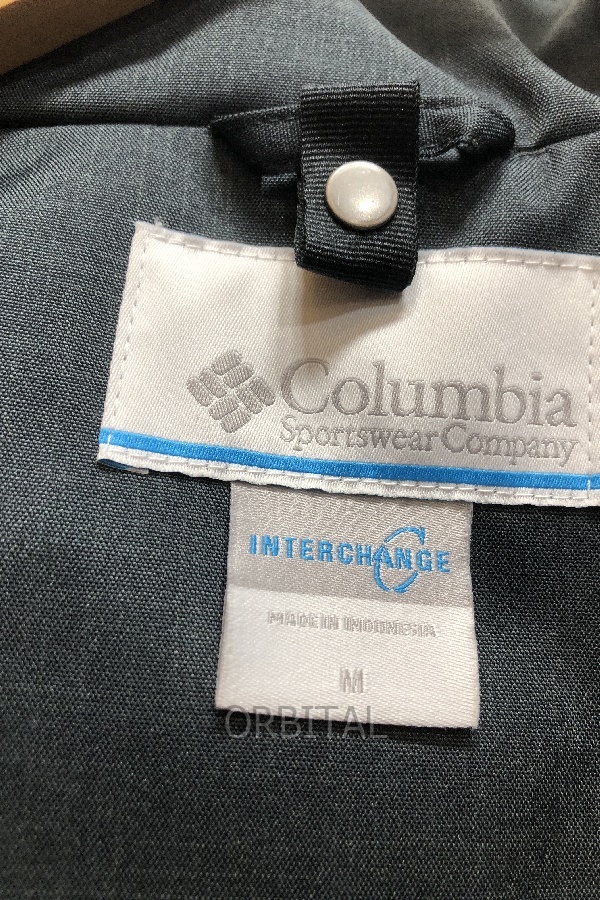 Columbia
Sportswear Company
INTERCHANGE
MADE IN INDONESIA
M
ORBITAL